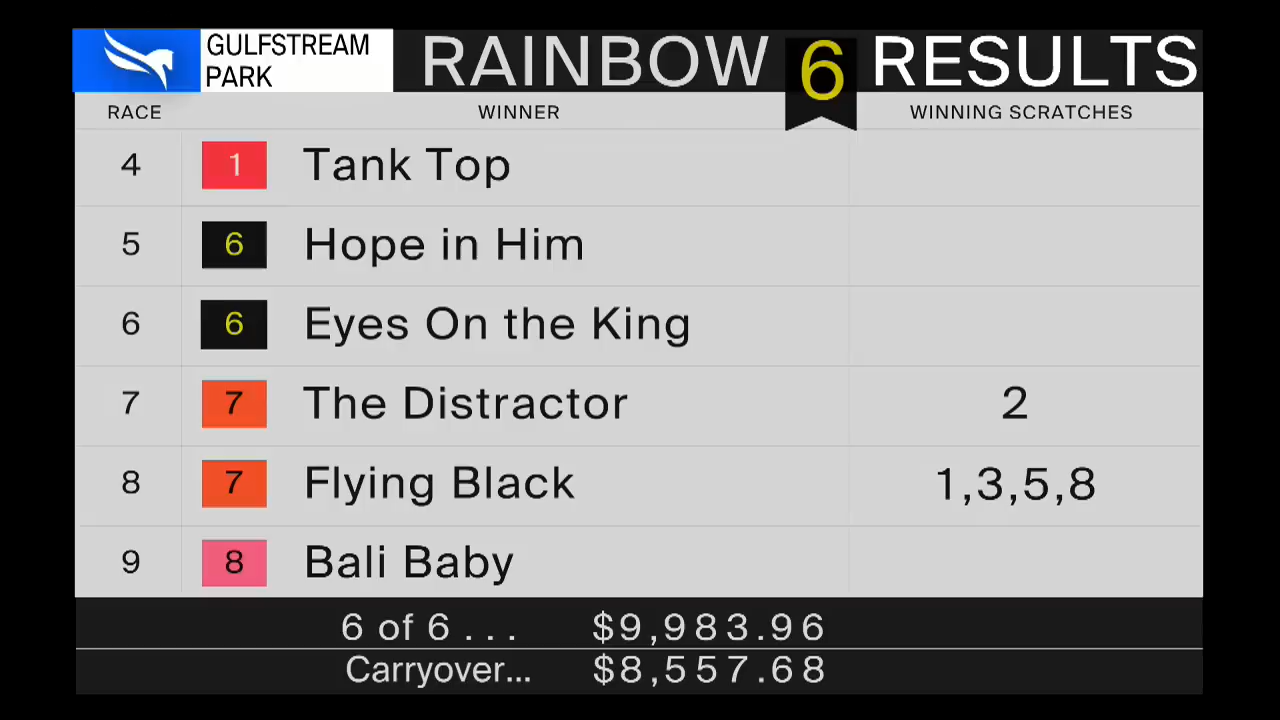 GULFSTREAM PARK RAINBOW 6 RESULTS
RACE WINNER WINNING SCRATCHES
4 1 Tank Top
5 6 Hope in Him
6 6 Eyes On the King
7 7 The Distractor 2
8 7 Flying Black 1,3,5,8
9 8 Bali Baby
6 of 6 . . . $9,983.96
Carryover... $8,557.68